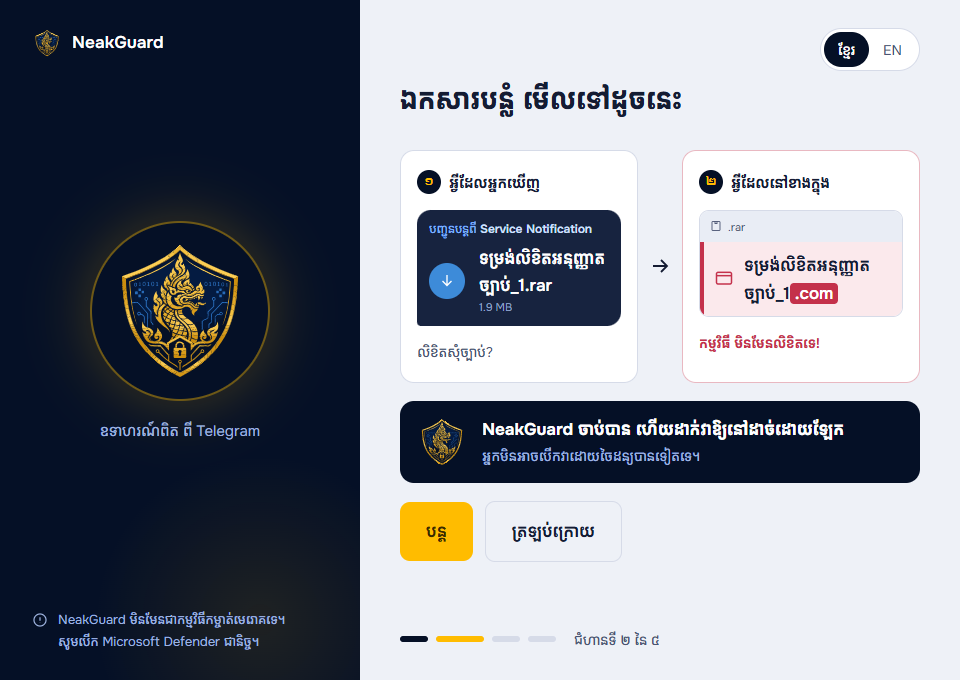 NeakGuard
ខ្មែរ
EN
ឯកសារបន្លំ មើលទៅដូចនេះ
១ អ្វីដែលអ្នកឃើញ
បញ្ជូនបន្តពី Service Notification
ទម្រង់លិខិតអនុញ្ញាត
ច្បាប់_1.rar
1.9 MB
លិខិតសុំច្បាប់?
២ អ្វីដែលនៅខាងក្នុង
.rar
ទម្រង់លិខិតអនុញ្ញាត
ច្បាប់_1.com
កម្មវិធី មិនមែនលិខិតទេ!
NeakGuard ចាប់បាន ហើយដាក់វាឱ្យនៅដាច់ដោយឡែក
អ្នកមិនអាចបើកវាដោយចៃដន្យបានទៀតទេ។
បន្ត
ត្រឡប់ក្រោយ
ជំហានទី ២ នៃ ៤
ឧទាហរណ៍ពិត ពី Telegram
NeakGuard មិនមែនជាកម្មវិធីកម្ចាត់មេរោគទេ។
សូមបើក Microsoft Defender ជានិច្ច។